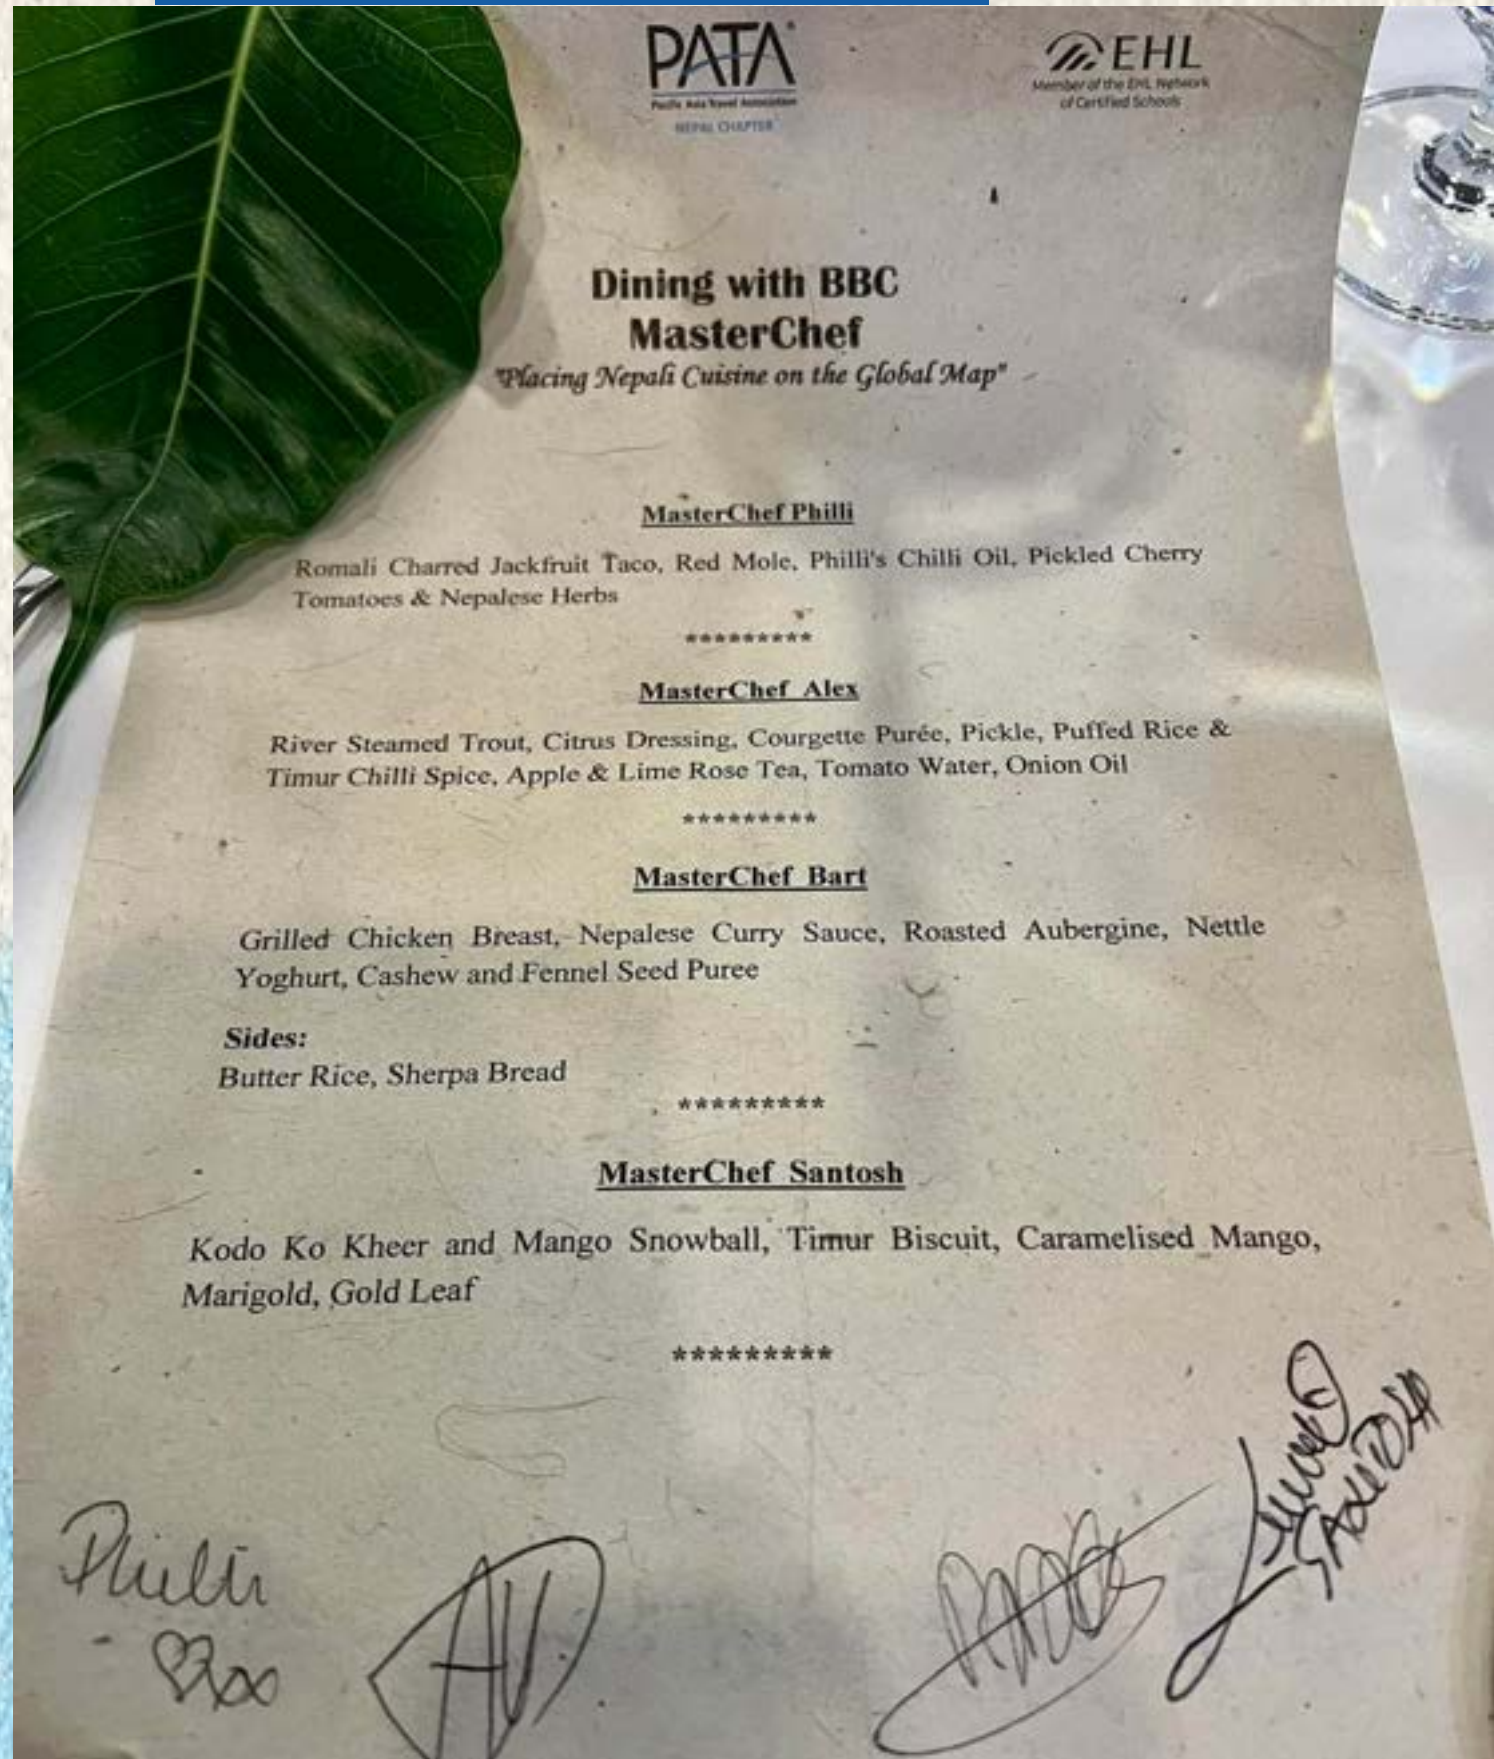 PATA
Pacific Asia Travel Association
NEPAL CHAPTER
EHL
Member of the EHL Network
of Certified Schools
Dining with BBC
MasterChef
"Placing Nepali Cuisine on the Global Map"
MasterChef Philli
Romali Charred Jackfruit Taco, Red Mole, Philli's Chilli Oil, Pickled Cherry
Tomatoes & Nepalese Herbs
*********
MasterChef Alex
River Steamed Trout, Citrus Dressing, Courgette Purée, Pickle, Puffed Rice &
Timur Chilli Spice, Apple & Lime Rose Tea, Tomato Water, Onion Oil
*********
MasterChef Bart
Grilled Chicken Breast, Nepalese Curry Sauce, Roasted Aubergine, Nettle
Yoghurt, Cashew and Fennel Seed Puree
Sides:
Butter Rice, Sherpa Bread
*********
MasterChef Santosh
Kodo Ko Kheer and Mango Snowball, Timur Biscuit, Caramelised Mango,
Marigold, Gold Leaf
*********
Philli
SANTOSH